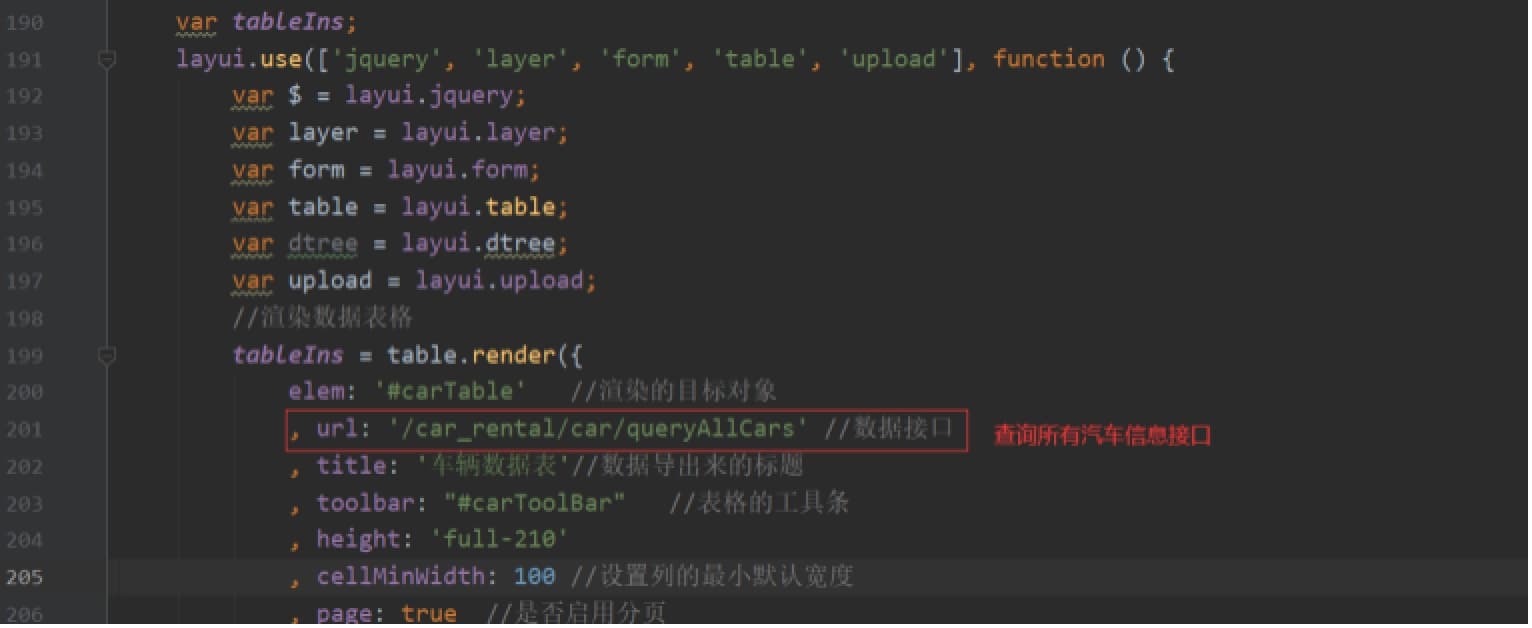 190 var tableIns;
191 layui.use(['jquery', 'layer', 'form', 'table', 'upload'], function () {
192 var $ = layui.jquery;
193 var layer = layui.layer;
194 var form = layui.form;
195 var table = layui.table;
196 var dtree = layui.dtree;
197 var upload = layui.upload;
198 //渲染数据表格
199 tableIns = table.render({
200 elem: '#carTable' //渲染的目标对象
201 , url: '/car_rental/car/queryAllCars' //数据接口 查询所有汽车信息接口
202 , title: '车辆数据表'//数据导出来的标题
203 , toolbar: "#carToolBar" //表格的工具条
204 , height: 'full-210'
205 , cellMinWidth: 100 //设置列的最小默认宽度
206 , page: true //是否启用分页